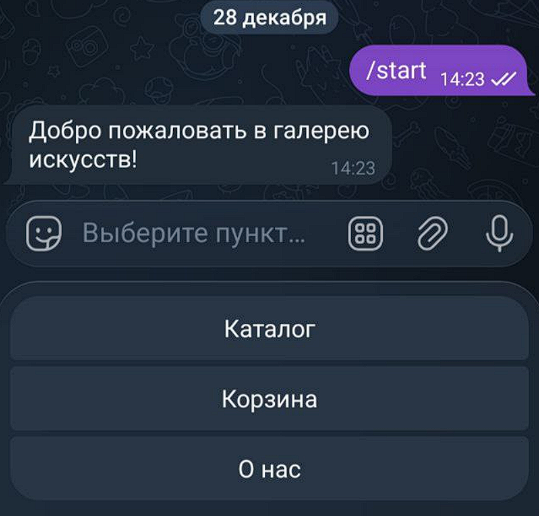 28 декабря
/start 14:23
Добро пожаловать в галерею
искусств!
14:23
Выберите пункт...
Каталог
Корзина
О нас